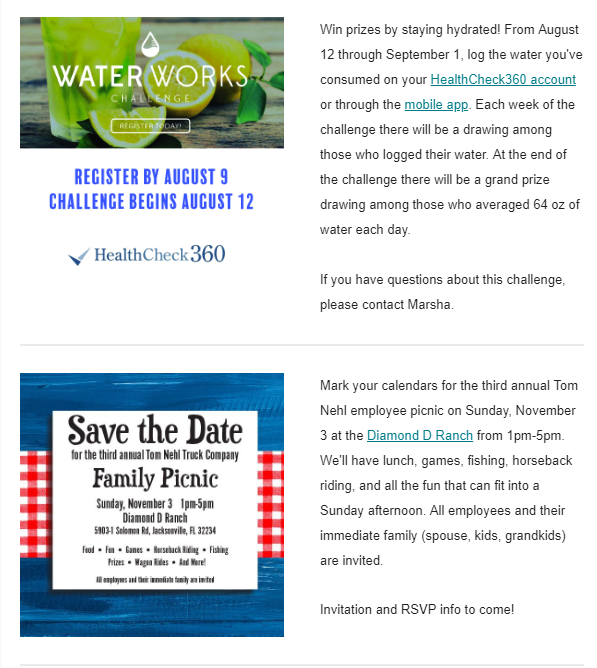 WATER WORKS
CHALLENGE
REGISTER TODAY!
REGISTER BY AUGUST 9
CHALLENGE BEGINS AUGUST 12
HealthCheck360
Win prizes by staying hydrated! From August
12 through September 1, log the water you've
consumed on your HealthCheck360 account
or through the mobile app. Each week of the
challenge there will be a drawing among
those who logged their water. At the end of
the challenge there will be a grand prize
drawing among those who averaged 64 oz of
water each day.
If you have questions about this challenge,
please contact Marsha.
Save the Date
for the third annual Tom Nehl Truck Company
Family Picnic
Sunday, November 3 1pm-5pm
Diamond D Ranch
5903-1 Solomon Rd, Jacksonville, FL 32234
Food • Fun • Games • Horseback Riding • Fishing
Prizes • Wagon Rides • And More!
All employees and their immediate family are invited
Mark your calendars for the third annual Tom
Nehl employee picnic on Sunday, November
3 at the Diamond D Ranch from 1pm-5pm.
We'll have lunch, games, fishing, horseback
riding, and all the fun that can fit into a
Sunday afternoon. All employees and their
immediate family (spouse, kids, grandkids)
are invited.
Invitation and RSVP info to come!